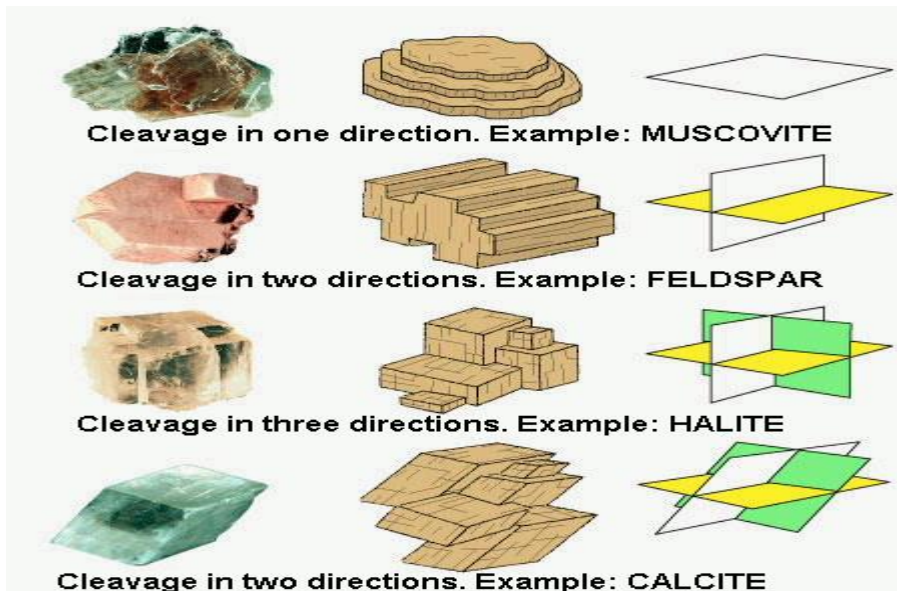 Cleavage in one direction. Example: MUSCOVITE
Cleavage in two directions. Example: FELDSPAR
Cleavage in three directions. Example: HALITE
Cleavage in two directions. Example: CALCITE